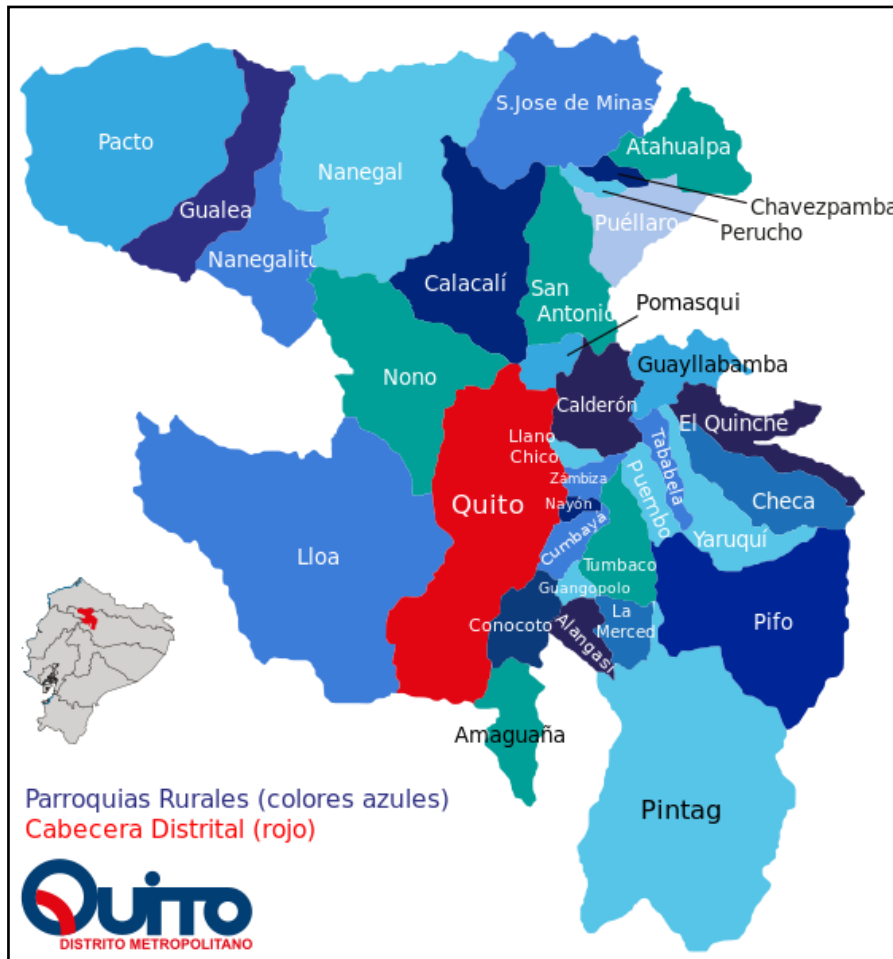 S.Jose de Minas
Pacto
Atahualpa
Nanegal
Chavezpamba
Gualea
Puéllaro
Perucho
Nanegalito
Calacalí
San
Antonio
Pomasqui
Guayllabamba
Nono
Calderón
El Quinche
Llano
Chico
Tababela
Zámbiza
Puembo
Checa
Quito
Nayón
Cumbaya
Yaruquí
Lloa
Tumbaco
Guangopolo
La
Merced
Conocoto
Alangasi
Pifo
Amaguaña
Pintag
Parroquias Rurales (colores azules)
Cabecera Distrital (rojo)
QUITO
DISTRITO METROPOLITANO